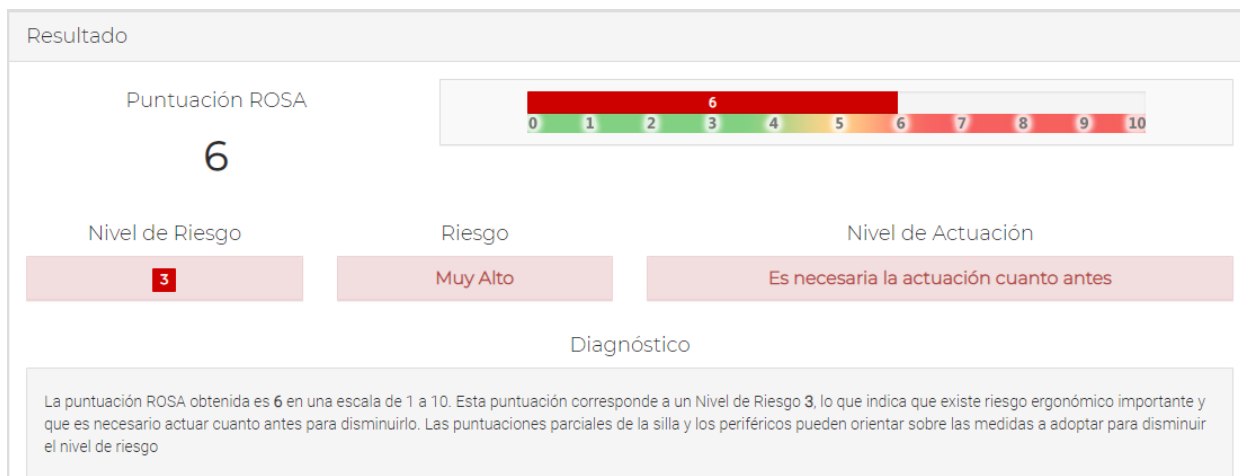 Resultado
Puntuación ROSA
6
6
0 1 2 3 4 5 6 7 8 9 10
Nivel de Riesgo
Riesgo
Nivel de Actuación
3
Muy Alto
Es necesaria la actuación cuanto antes
Diagnóstico
La puntuación ROSA obtenida es 6 en una escala de 1 a 10. Esta puntuación corresponde a un Nivel de Riesgo 3, lo que indica que existe riesgo ergonómico importante y
que es necesario actuar cuanto antes para disminuirlo. Las puntuaciones parciales de la silla y los periféricos pueden orientar sobre las medidas a adoptar para disminuir
el nivel de riesgo